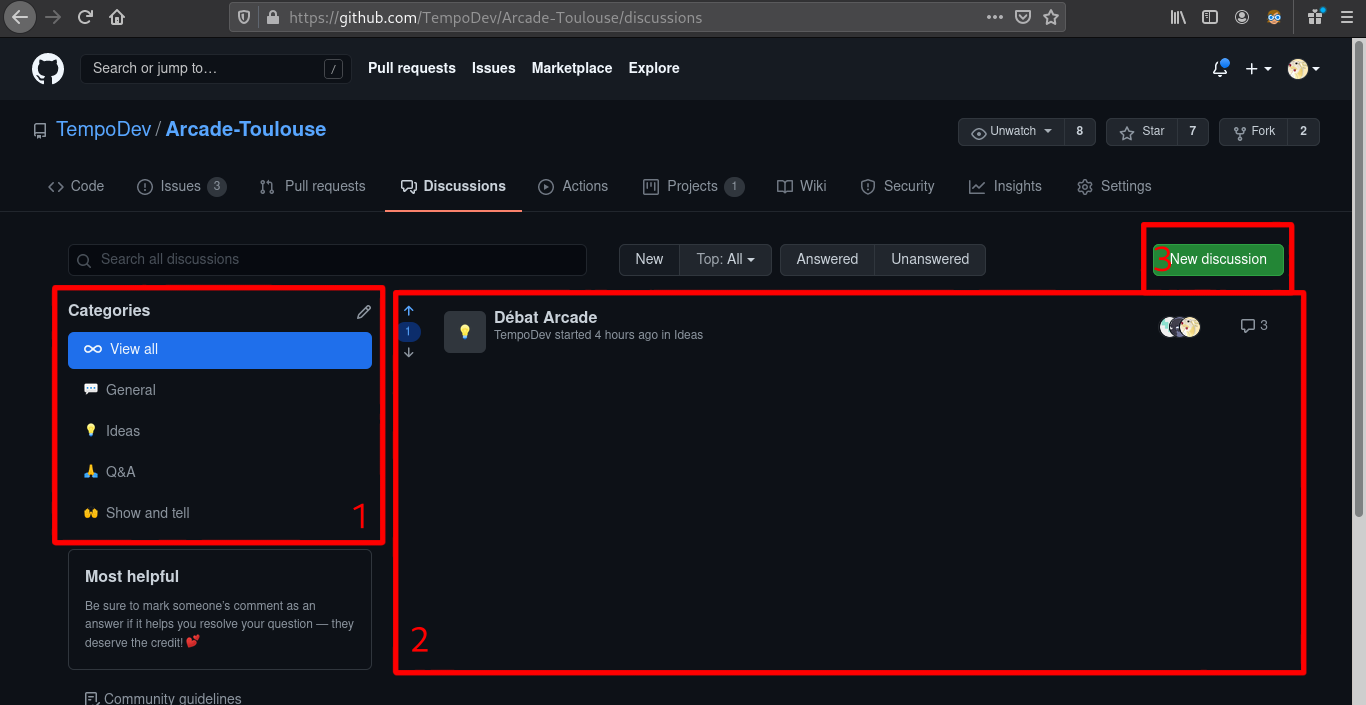 https://github.com/TempoDev/Arcade-Toulouse/discussions
Search or jump to… / Pull requests Issues Marketplace Explore
TempoDev / Arcade-Toulouse
Unwatch 8 Star 7 Fork 2
Code Issues 3 Pull requests Discussions Actions Projects 1 Wiki Security Insights Settings
Search all discussions New Top: All Answered Unanswered 3 New discussion
Categories
View all
General
Ideas
Q&A
Show and tell
1
Most helpful
Be sure to mark someone's comment as an
answer if it helps you resolve your question — they
deserve the credit! 💕
Community guidelines
1
Débat Arcade
TempoDev started 4 hours ago in Ideas
3
2